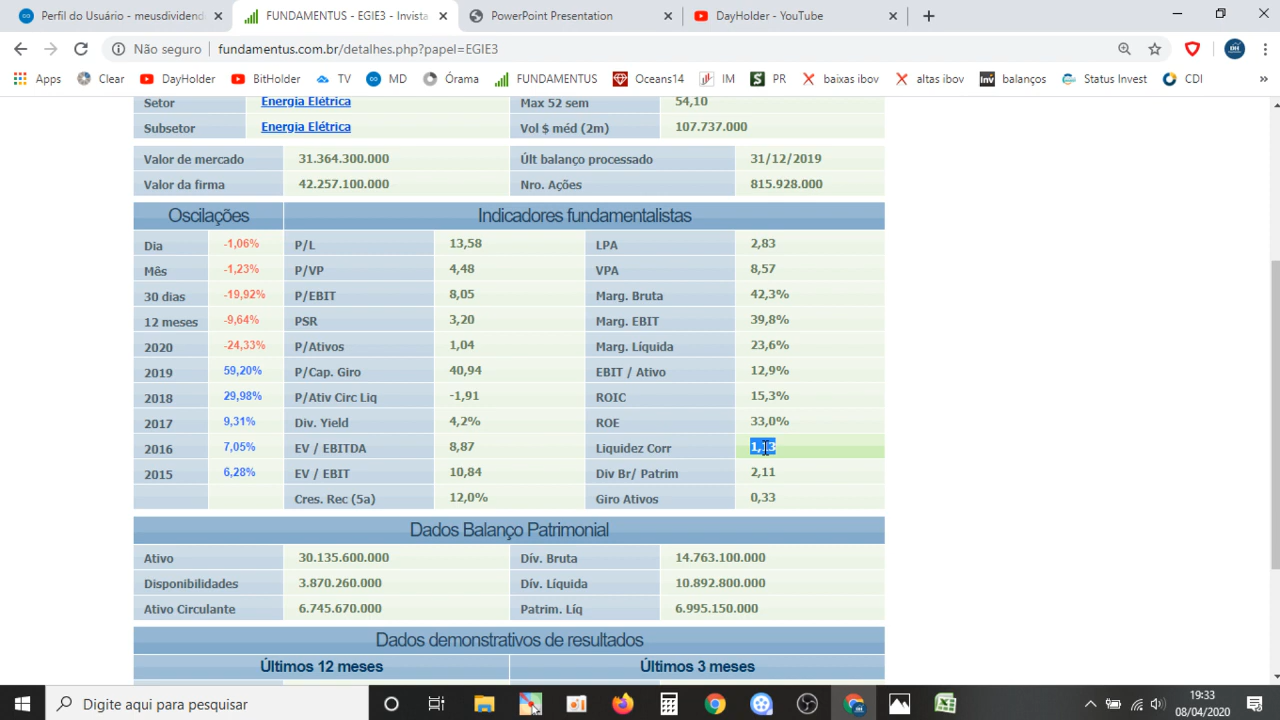 Perfil do Usuário - meusdividend
FUNDAMENTUS - EGIE3 - Invista
PowerPoint Presentation
DayHolder - YouTube
Não seguro fundamentus.com.br/detalhes.php?papel=EGIE3
Apps Clear DayHolder BitHolder TV MD Órama FUNDAMENTUS Oceans14 IM PR baixas ibov altas ibov balanços Status Invest CDI »
Setor Energia Elétrica Max 52 sem 54,10
Subsetor Energia Elétrica Vol $ méd (2m) 107.737.000
Valor de mercado 31.364.300.000 Últ balanço processado 31/12/2019
Valor da firma 42.257.100.000 Nro. Ações 815.928.000
Oscilações Indicadores fundamentalistas
Dia -1,06% P/L 13,58 LPA 2,83
Mês -1,23% P/VP 4,48 VPA 8,57
30 dias -19,92% P/EBIT 8,05 Marg. Bruta 42,3%
12 meses -9,64% PSR 3,20 Marg. EBIT 39,8%
2020 -24,33% P/Ativos 1,04 Marg. Líquida 23,6%
2019 59,20% P/Cap. Giro 40,94 EBIT / Ativo 12,9%
2018 29,98% P/Ativ Circ Liq -1,91 ROIC 15,3%
2017 9,31% Div. Yield 4,2% ROE 33,0%
2016 7,05% EV / EBITDA 8,87 Liquidez Corr
2015 6,28% EV / EBIT 10,84 Div Br/ Patrim 2,11
Cres. Rec (5a) 12,0% Giro Ativos 0,33
Dados Balanço Patrimonial
Ativo 30.135.600.000 Dív. Bruta 14.763.100.000
Disponibilidades 3.870.260.000 Dív. Líquida 10.892.800.000
Ativo Circulante 6.745.670.000 Patrim. Líq 6.995.150.000
Dados demonstrativos de resultados
Últimos 12 meses Últimos 3 meses
Digite aqui para pesquisar
19:33
08/04/2020